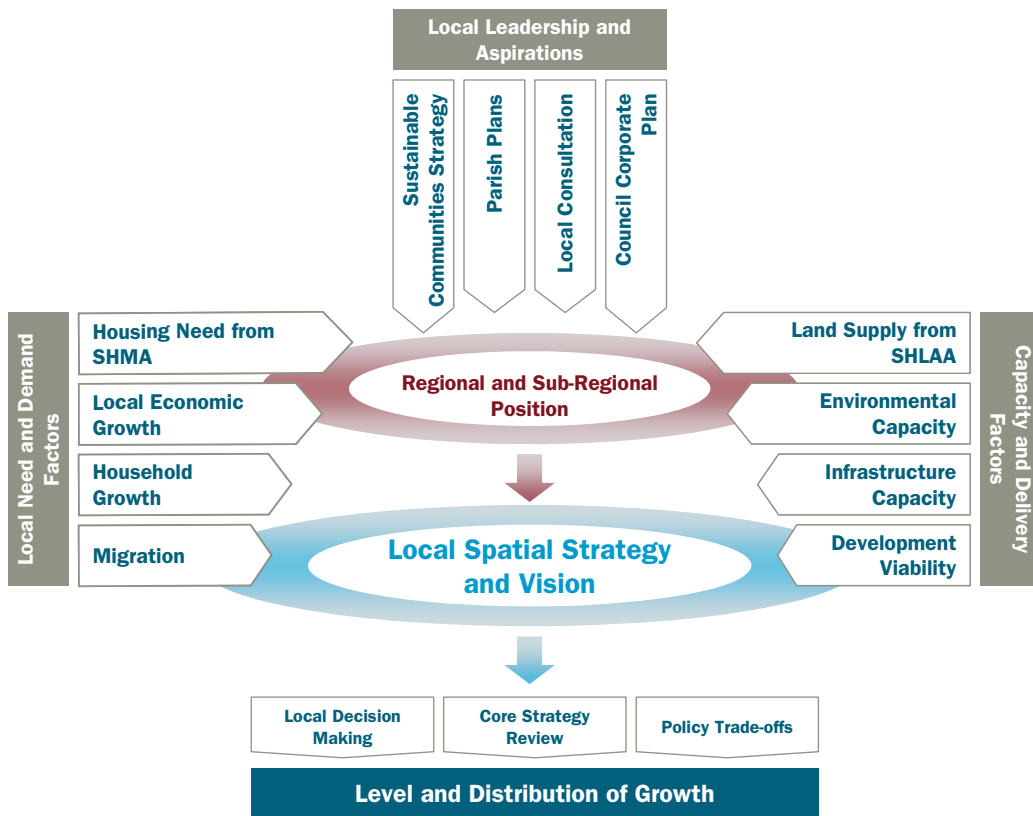 Local Leadership and
Aspirations
Sustainable
Communities Strategy
Parish Plans
Local Consultation
Council Corporate
Plan
Local Need and Demand
Factors
Housing Need from
SHMA
Local Economic
Growth
Household
Growth
Migration
Regional and Sub-Regional
Position
Local Spatial Strategy
and Vision
Land Supply from
SHLAA
Environmental
Capacity
Infrastructure
Capacity
Development
Viability
Capacity and Delivery
Factors
Local Decision
Making
Core Strategy
Review
Policy Trade-offs
Level and Distribution of Growth